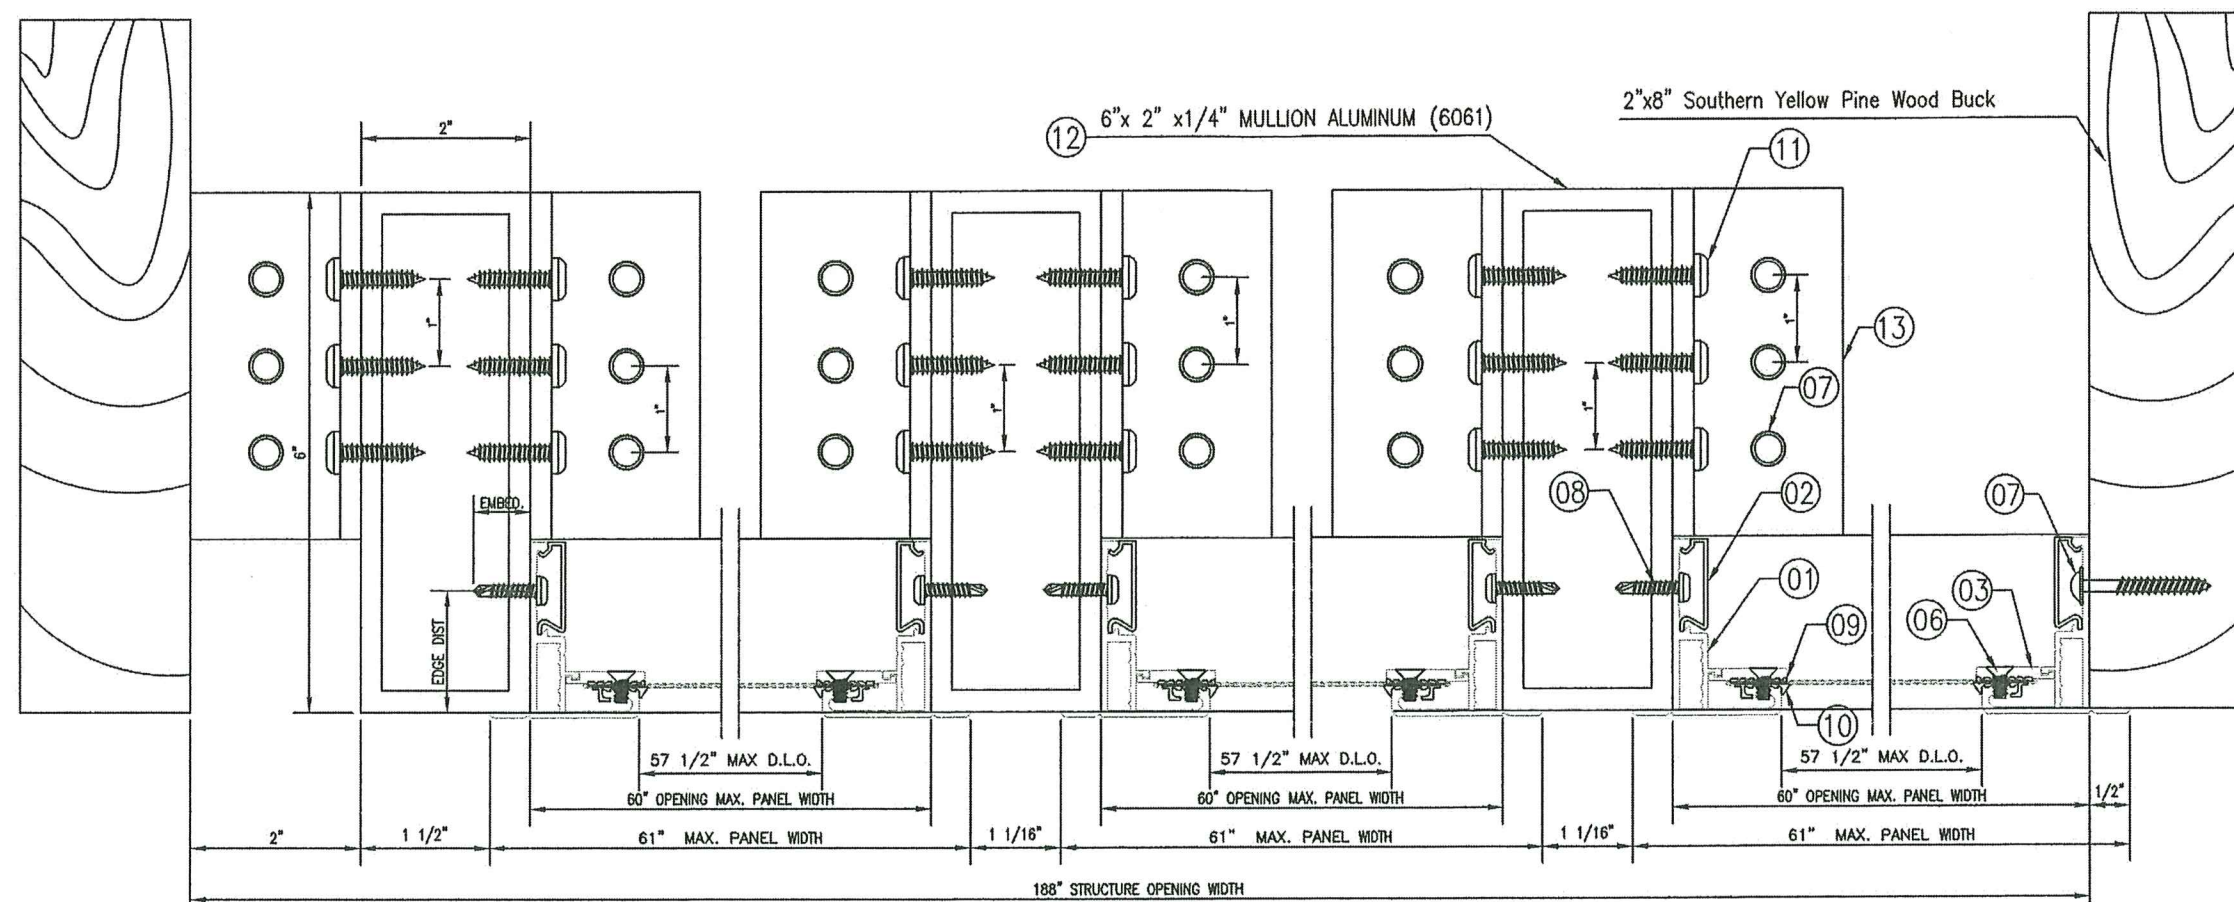 2"x8" Southern Yellow Pine Wood Buck
6"x 2" x1/4" MULLION ALUMINUM (6061)
12
2"
11
1"
1"
1"
13
07
1"
1"
1"
6"
08
02
07
EMBED.
01
03
09
06
EDGE DIST
10
57 1/2" MAX D.L.O.
57 1/2" MAX D.L.O.
57 1/2" MAX D.L.O.
60" OPENING MAX. PANEL WIDTH
60" OPENING MAX. PANEL WIDTH
60" OPENING MAX. PANEL WIDTH
1/2"
2"
1 1/2"
61" MAX. PANEL WIDTH
1 1/16"
61" MAX. PANEL WIDTH
1 1/16"
61" MAX. PANEL WIDTH
188" STRUCTURE OPENING WIDTH